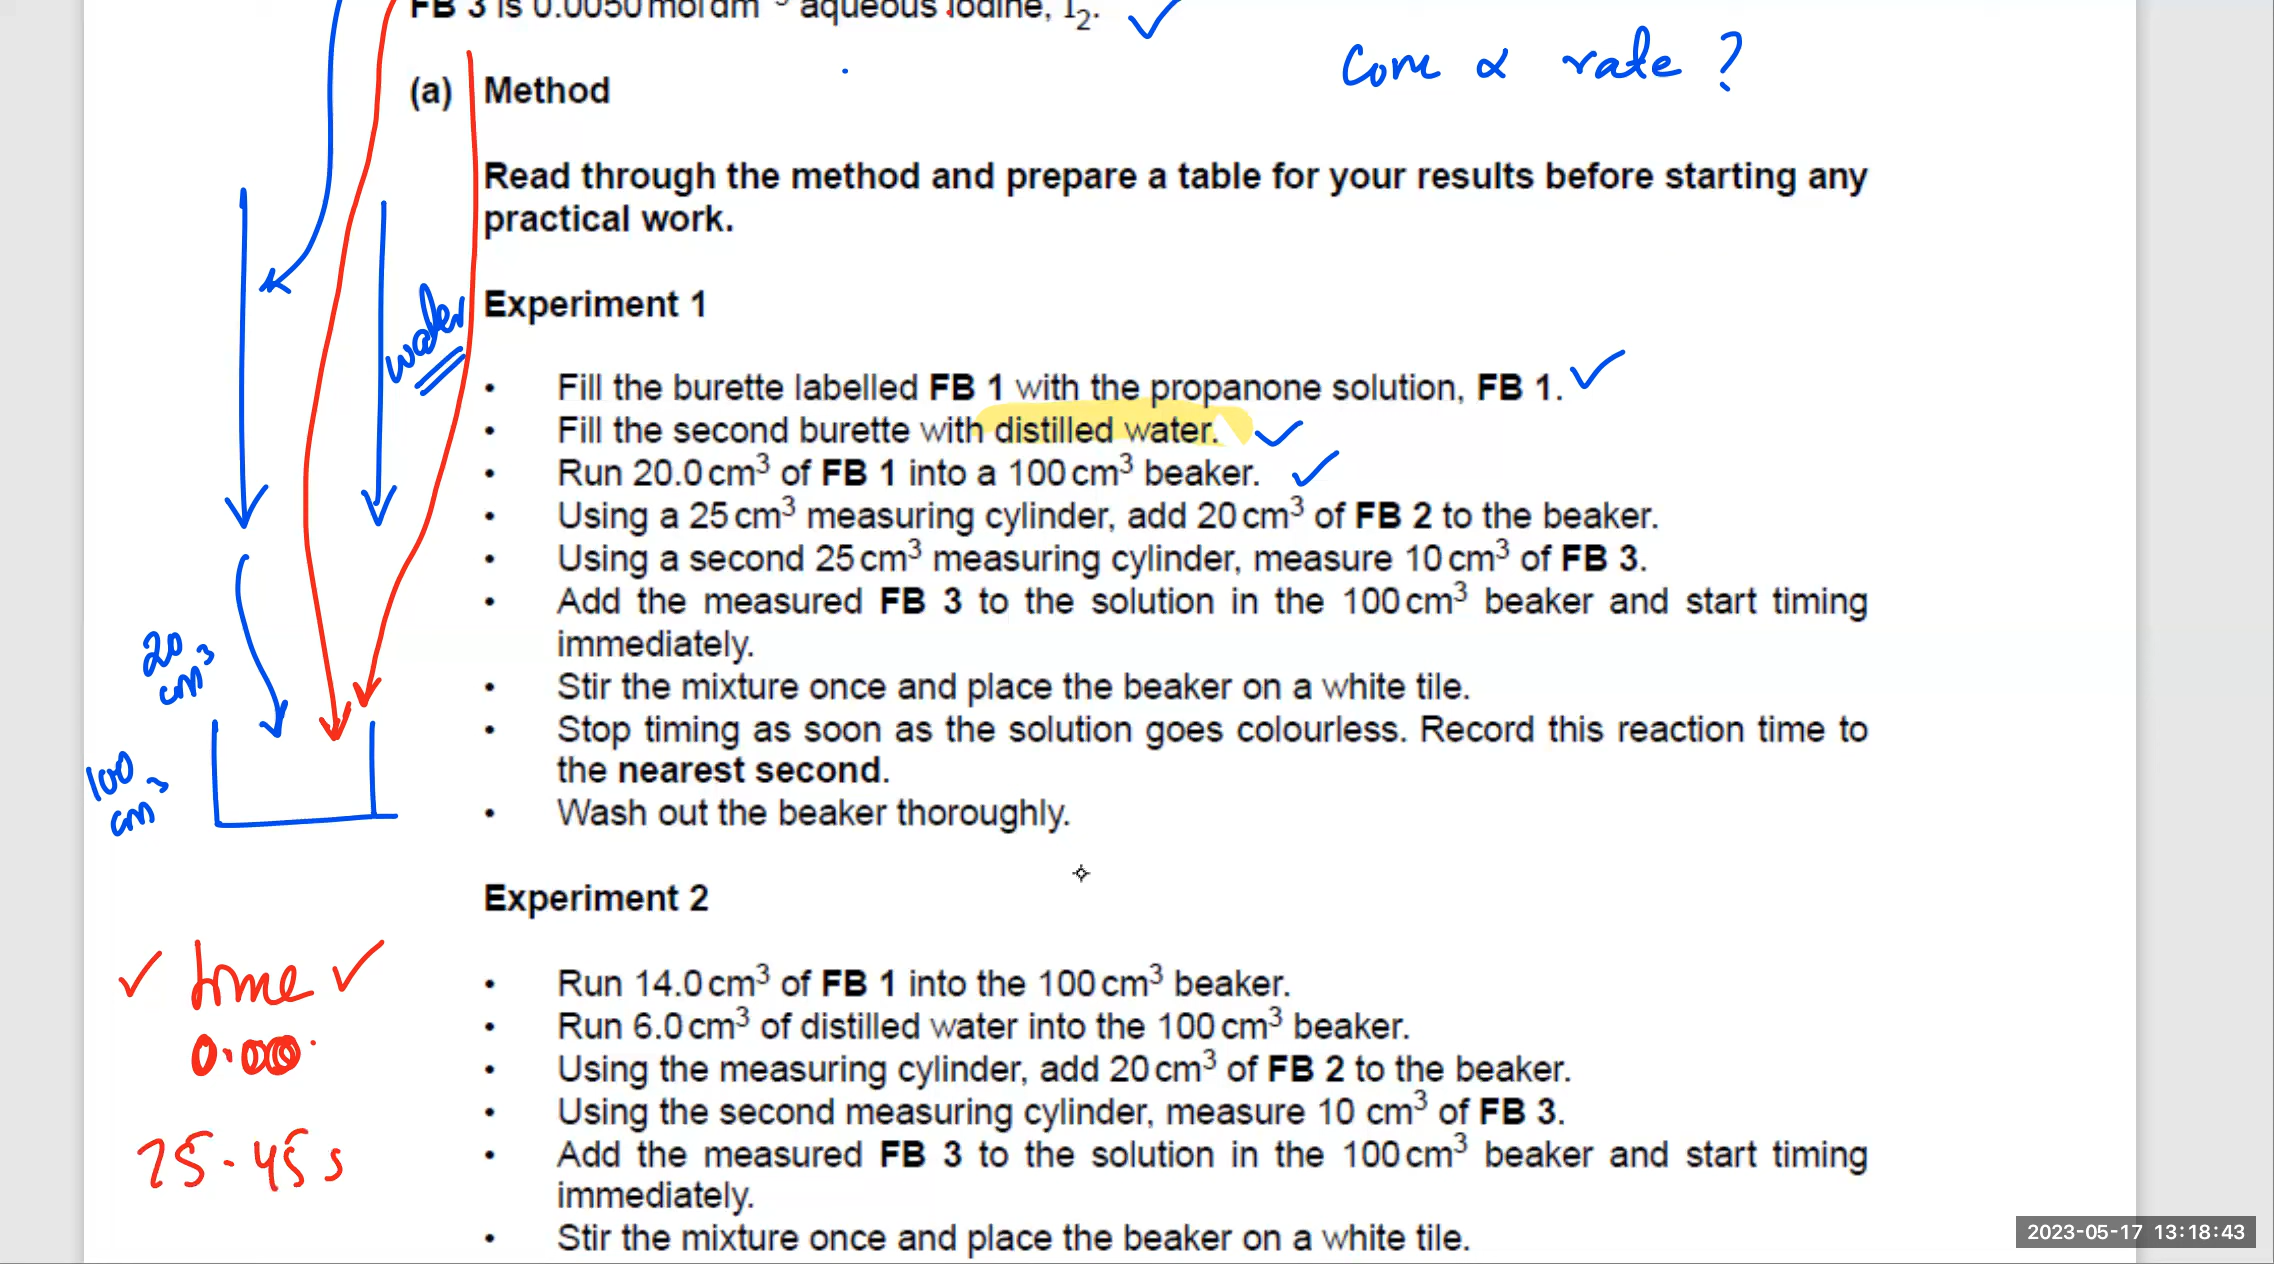 FB 3 is 0.0050 mol dm⁻³ aqueous iodine, I₂.
Conc ∝ rate ?
(a) Method
Read through the method and prepare a table for your results before starting any
practical work.
water
Experiment 1
• Fill the burette labelled FB 1 with the propanone solution, FB 1.
• Fill the second burette with distilled water.
• Run 20.0 cm³ of FB 1 into a 100 cm³ beaker.
• Using a 25 cm³ measuring cylinder, add 20 cm³ of FB 2 to the beaker.
• Using a second 25 cm³ measuring cylinder, measure 10 cm³ of FB 3.
• Add the measured FB 3 to the solution in the 100 cm³ beaker and start timing
immediately.
20
cm³
• Stir the mixture once and place the beaker on a white tile.
• Stop timing as soon as the solution goes colourless. Record this reaction time to
the nearest second.
100
cm³
• Wash out the beaker thoroughly.
Experiment 2
time
0.00
• Run 14.0 cm³ of FB 1 into the 100 cm³ beaker.
• Run 6.0 cm³ of distilled water into the 100 cm³ beaker.
• Using the measuring cylinder, add 20 cm³ of FB 2 to the beaker.
• Using the second measuring cylinder, measure 10 cm³ of FB 3.
• Add the measured FB 3 to the solution in the 100 cm³ beaker and start timing
immediately.
45 s
• Stir the mixture once and place the beaker on a white tile.
2023-05-17 13:18:43